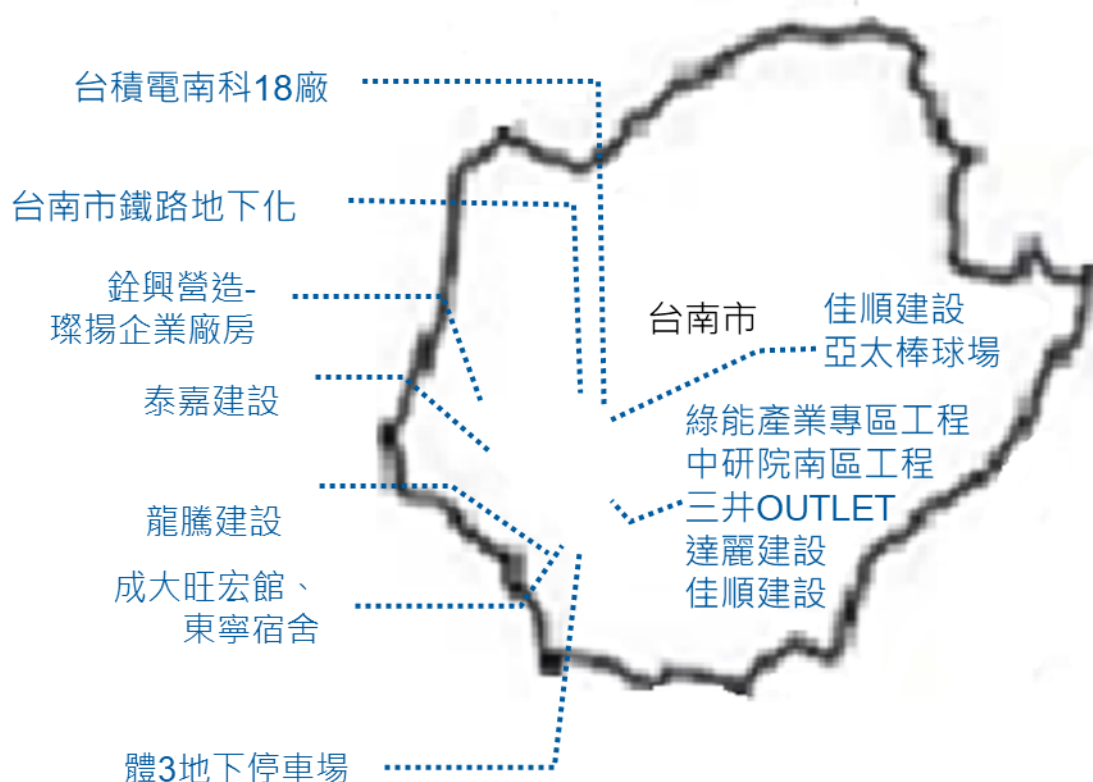 台積電南科18廠
台南市鐵路地下化
銓興營造-
璨揚企業廠房
泰嘉建設
龍騰建設
成大旺宏館、
東寧宿舍
體3地下停車場
台南市
佳順建設
亞太棒球場
綠能產業專區工程
中研院南區工程
三井OUTLET
達麗建設
佳順建設